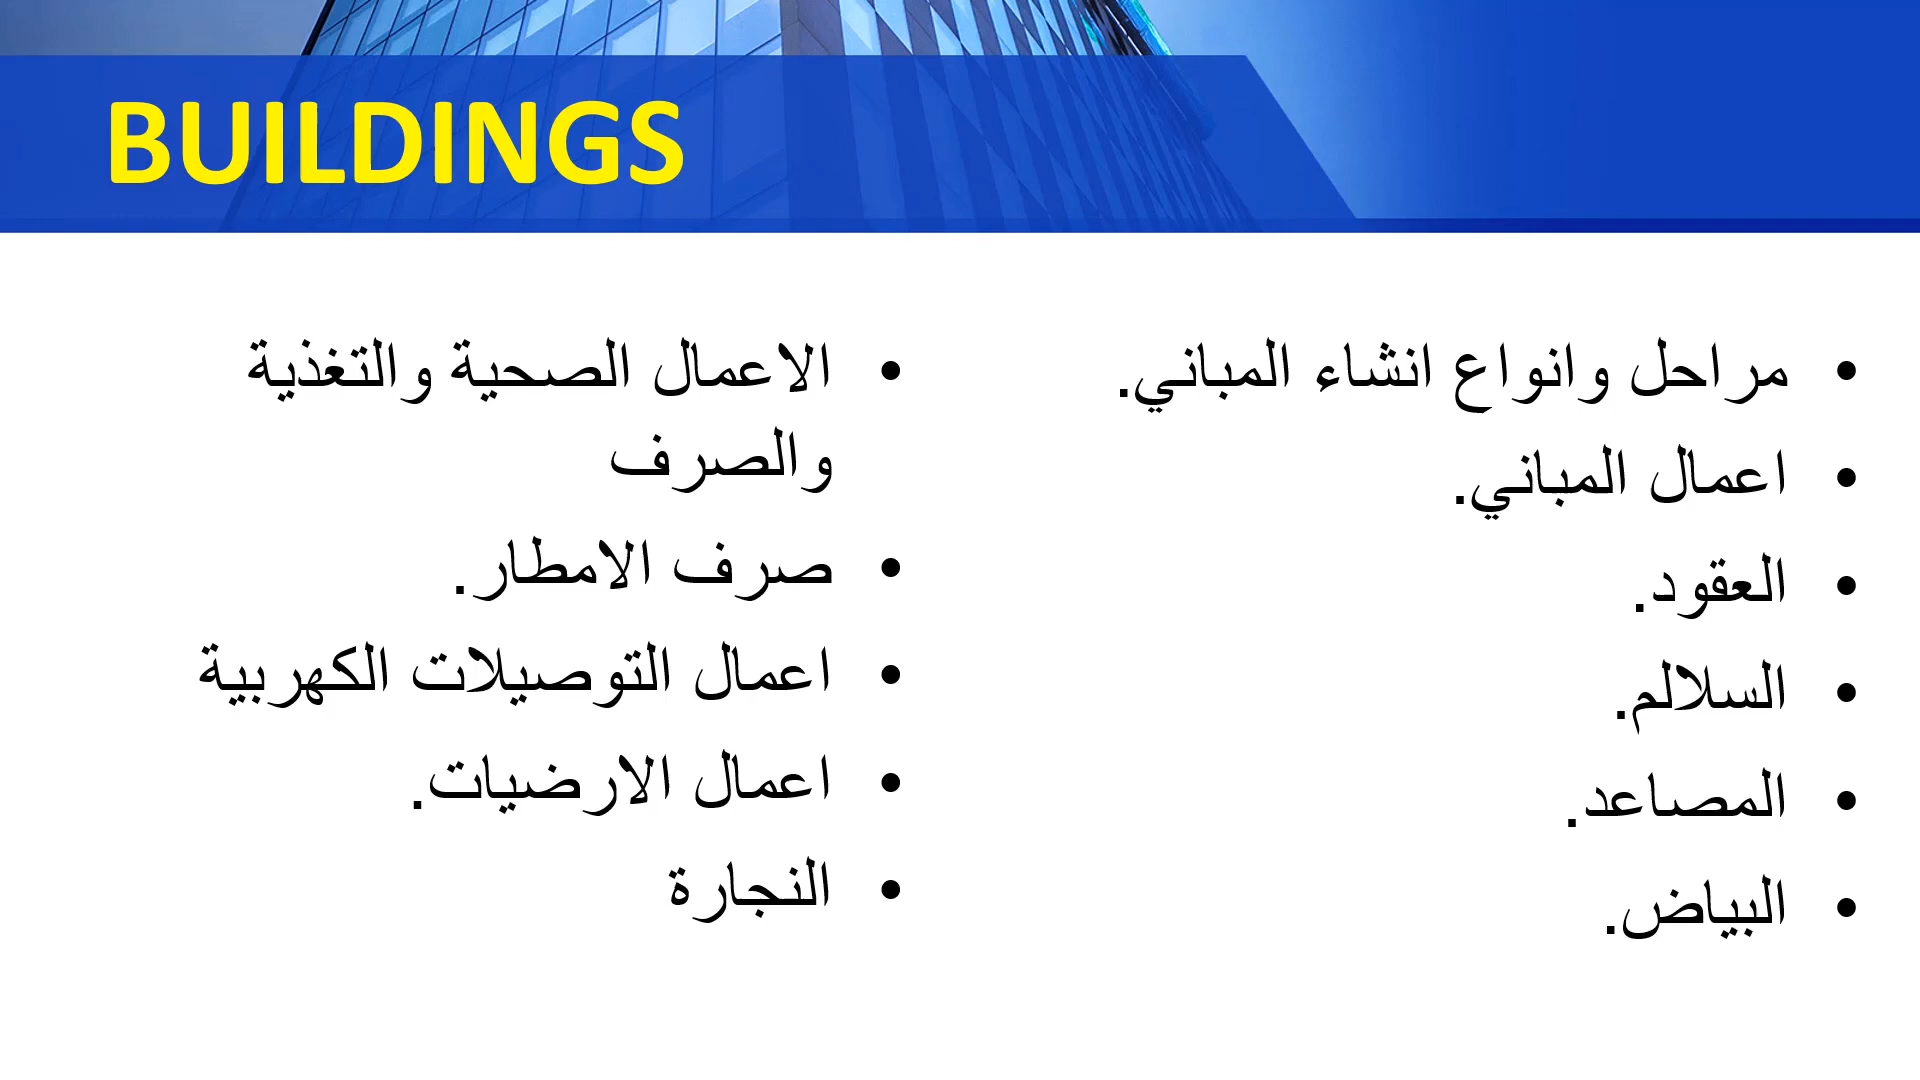 BUILDINGS
• مراحل وانواع انشاء المباني.
• اعمال المباني.
• العقود.
• السلالم.
• المصاعد.
• البياض.
• الاعمال الصحية والتغذية
والصرف
• صرف الامطار.
• اعمال التوصيلات الكهربية
• اعمال الارضيات.
• النجارة